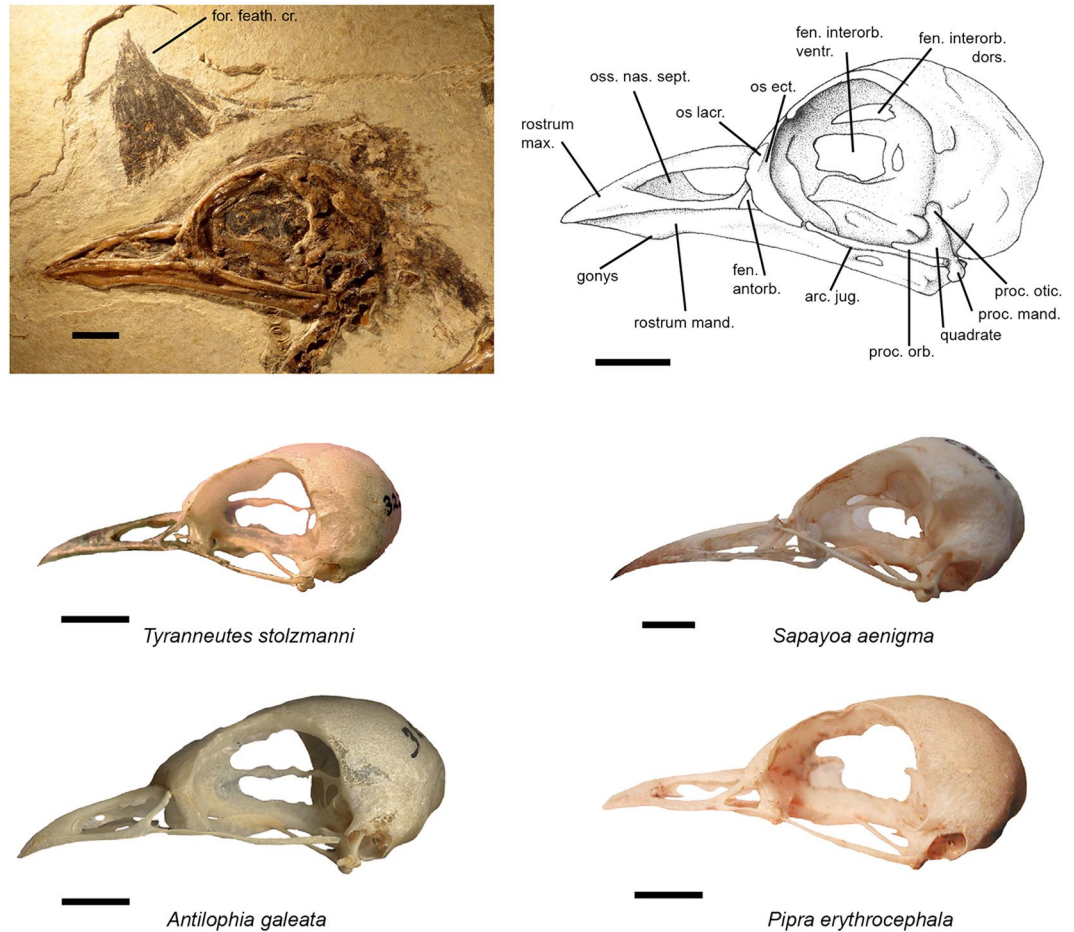 for. feath. cr.
fen. interorb.
ventr.
fen. interorb.
dors.
oss. nas. sept.
os ect.
os lacr.
rostrum
max.
gonys
fen.
antorb.
rostrum mand.
arc. jug.
proc. otic.
proc. mand.
quadrate
proc. orb.
Tyranneutes stolzmanni
Sapayoa aenigma
Antilophia galeata
Pipra erythrocephala